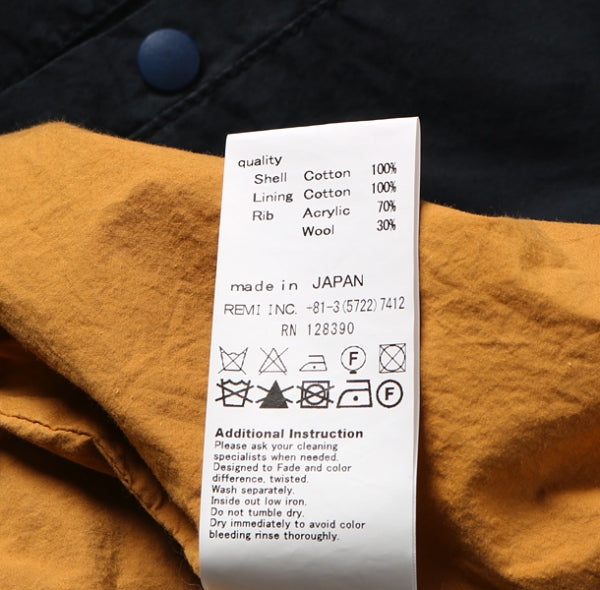 quality
Shell Cotton 100%
Lining Cotton 100%
Rib Acrylic 70%
Wool 30%
made in JAPAN
REMI INC. +81-3(5722)7412
RN 128390
F
F
Additional Instruction
Please ask your cleaning
specialists when needed.
Designed to Fade and color
difference, twisted.
Wash separately.
Inside out low iron.
Do not tumble dry.
Dry immediately to avoid color
bleeding rinse thoroughly.